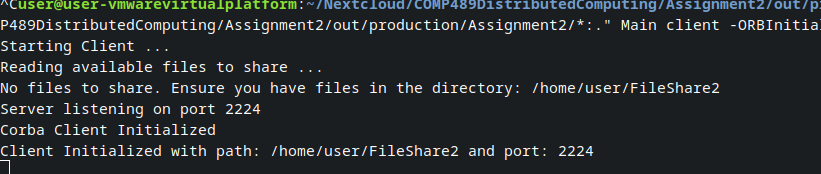 ^Cuser@user-vmwarevirtualplatform:~/Nextcloud/COMP489DistributedComputing/Assignment2/out/p
P489DistributedComputing/Assignment2/out/production/Assignment2/*:." Main client -ORBInitia
Starting Client ...
Reading available files to share ...
No files to share. Ensure you have files in the directory: /home/user/FileShare2
Server listening on port 2224
Corba Client Initialized
Client Initialized with path: /home/user/FileShare2 and port: 2224